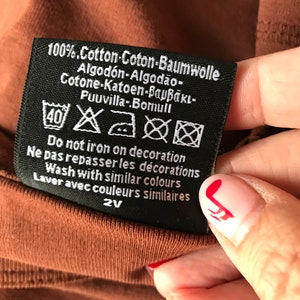 100% Cotton-Coton-Baumwolle
Algodón-Algodao-
Cotone-Katoen-Βαμβάκι-
Puuvilla-Bomull
40
Do not iron on decoration
Ne pas repasser les décorations
Wash with similar colours
Laver avec couleurs similaires
2V